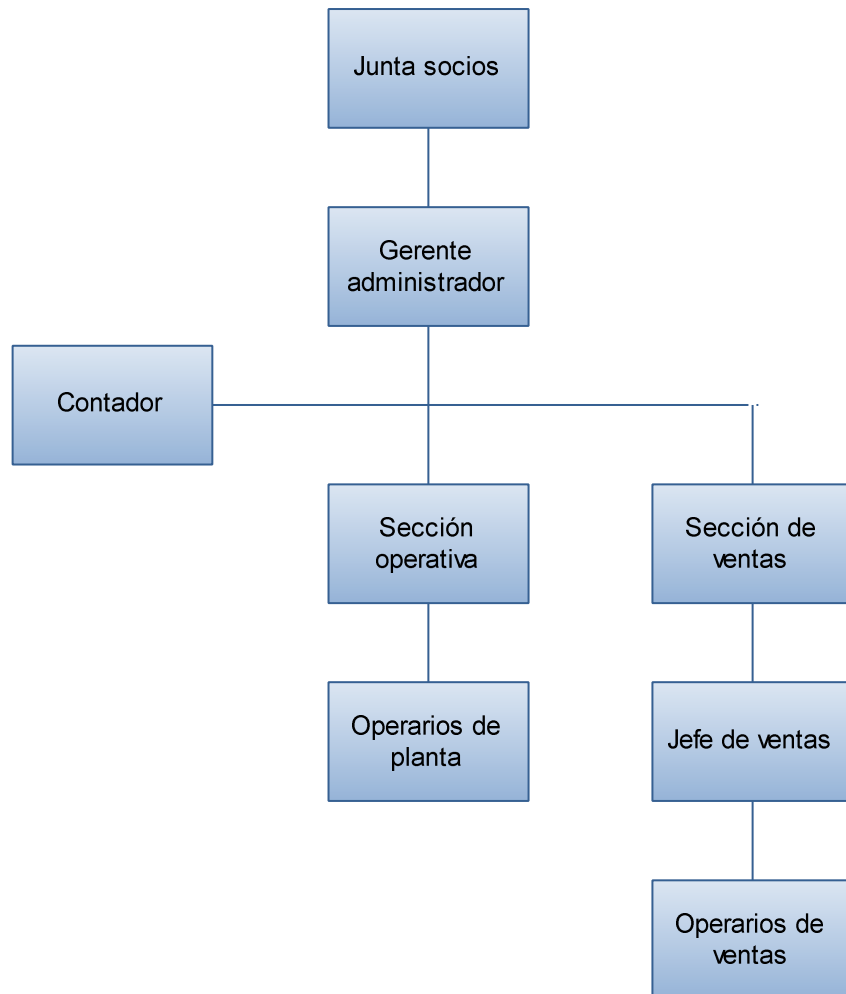 Junta socios
Gerente
administrador
Contador
Sección
operativa
Sección de
ventas
Operarios de
planta
Jefe de ventas
Operarios de
ventas